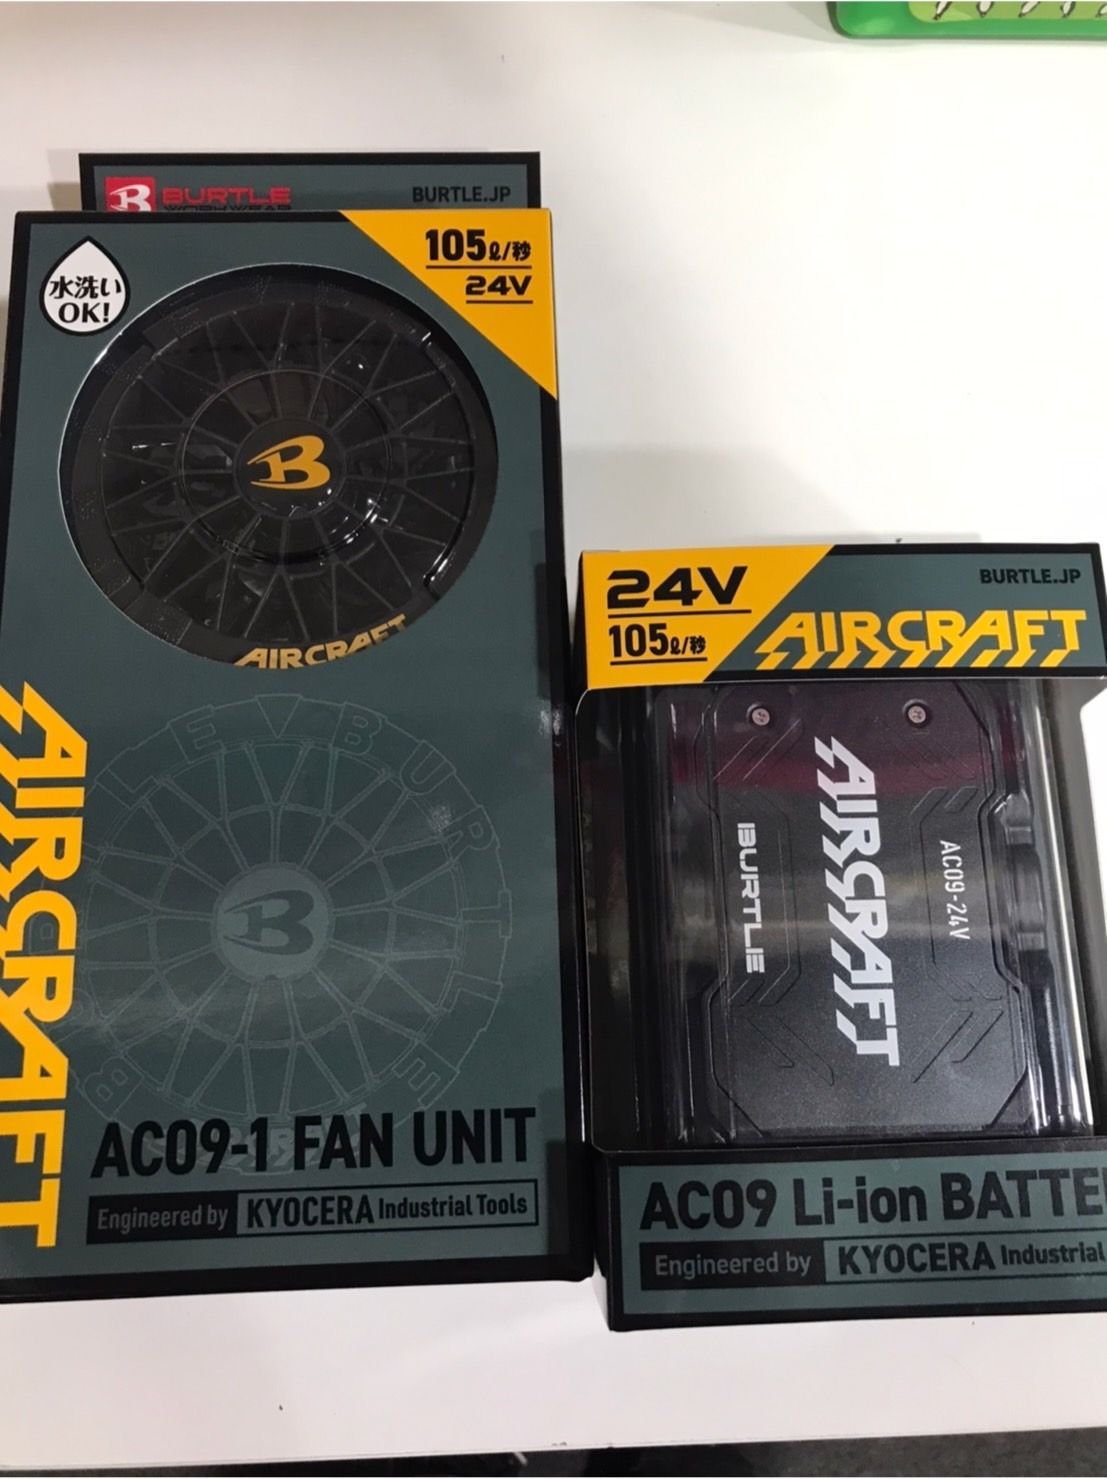 BURTLE
WORKWEAR
BURTLE.JP
水洗い
OK!
105ℓ/秒
24V
B
AIRCRAFT
AIRCRAFT
BURTLE
B
AC09-1 FAN UNIT
Engineered by KYOCERA Industrial Tools
24V
105ℓ/秒
BURTLE.JP
AIRCRAFT
AC09-24V
AIRCRAFT
BURTLE
AC09 Li-ion BATTE
Engineered by KYOCERA Industrial